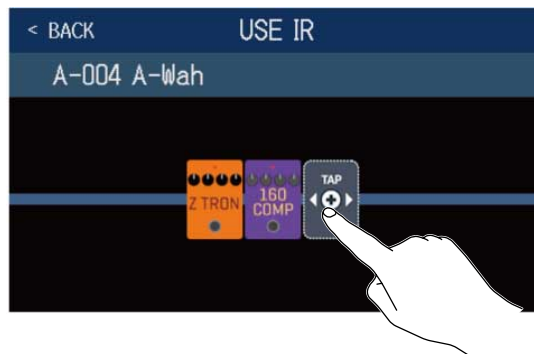 < BACK
USE IR
A-004 A-Wah
Z TRON
160
COMP
TAP